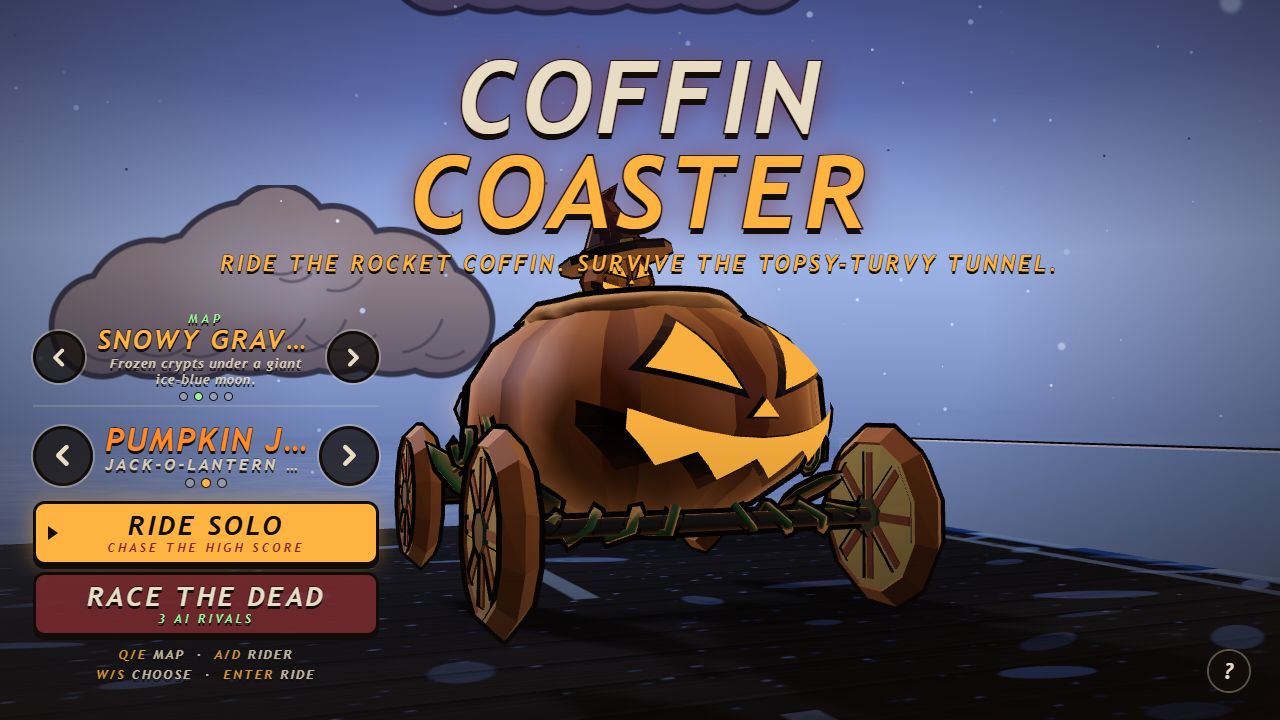 COFFIN
COASTER
RIDE THE ROCKET COFFIN. SURVIVE THE TOPSY-TURVY TUNNEL.
MAP
SNOWY GRAV...
Frozen crypts under a giant
ice-blue moon.
PUMPKIN J...
JACK-O-LANTERN ...
RIDE SOLO
CHASE THE HIGH SCORE
RACE THE DEAD
3 AI RIVALS
Q/E MAP · A/D RIDER
W/S CHOOSE · ENTER RIDE
?